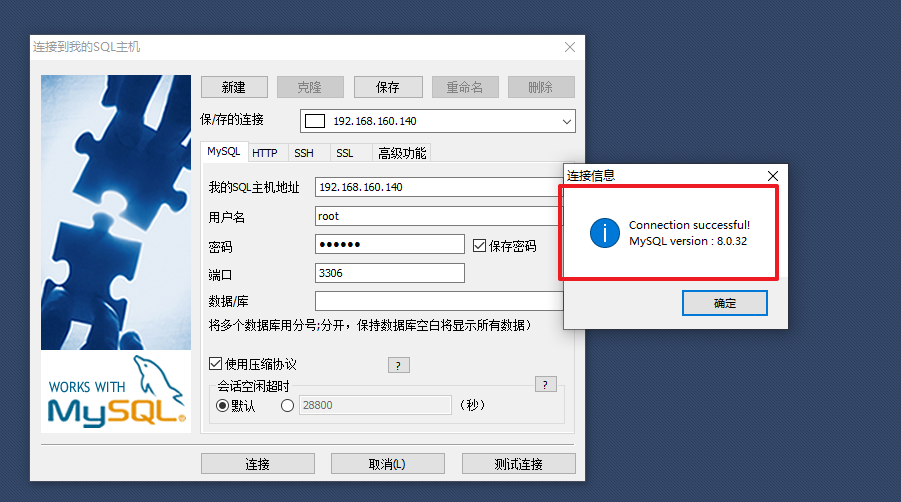 连接到我的SQL主机
新建
克隆
保存
重命名
删除
保/存的连接
192.168.160.140
MySQL
HTTP
SSH
SSL
高级功能
我的SQL主机地址
192.168.160.140
用户名
root
密码
●●●●●●
保存密码
端口
3306
数据/库
将多个数据库用分号;分开，保持数据库空白将显示所有数据）
使用压缩协议
?
会话空闲超时
?
默认
28800
（秒）
WORKS WITH
MySQL®
连接
取消(L)
测试连接
连接信息
Connection successful!
MySQL version : 8.0.32
确定